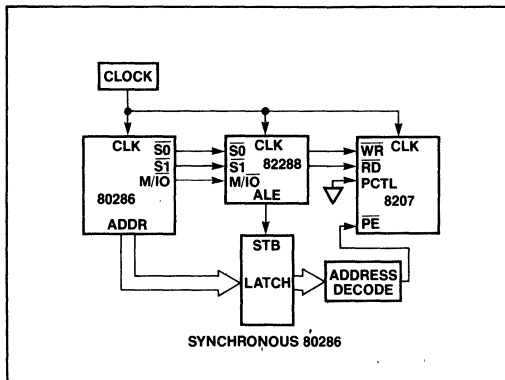 CLOCK
CLK
S0
S1
M/IO
80286
ADDR
CLK
S0
82288
S1
M/IO
ALE
WR CLK
RD
PCTL
8207
PE
STB
LATCH
ADDRESS
DECODE
SYNCHRONOUS 80286